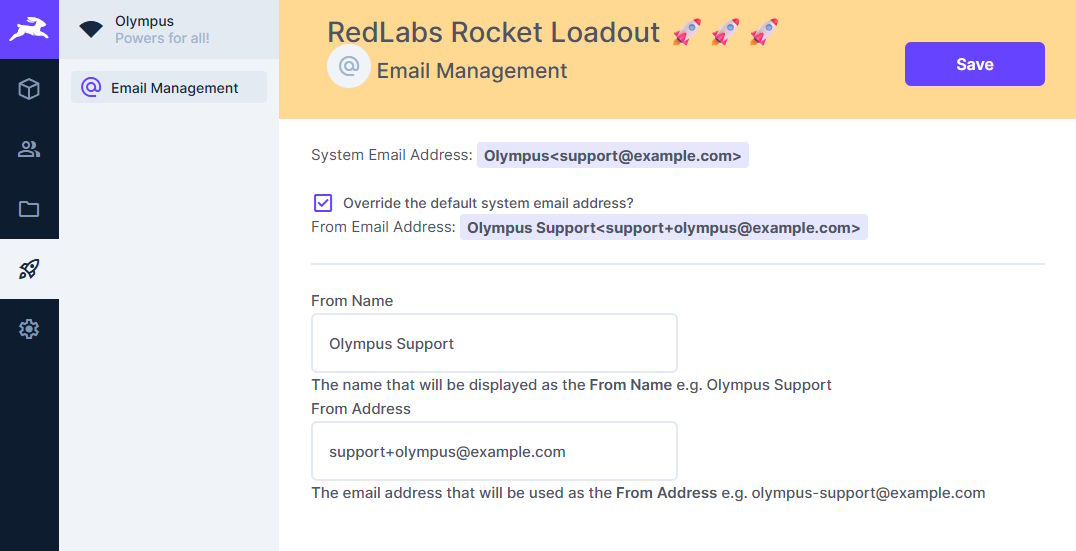 Olympus
Powers for all!
Email Management
RedLabs Rocket Loadout 🚀 🚀 🚀
Email Management
Save
System Email Address: Olympus<support@example.com>
Override the default system email address?
From Email Address: Olympus Support<support+olympus@example.com>
From Name
Olympus Support
The name that will be displayed as the From Name e.g. Olympus Support
From Address
support+olympus@example.com
The email address that will be used as the From Address e.g. olympus-support@example.com